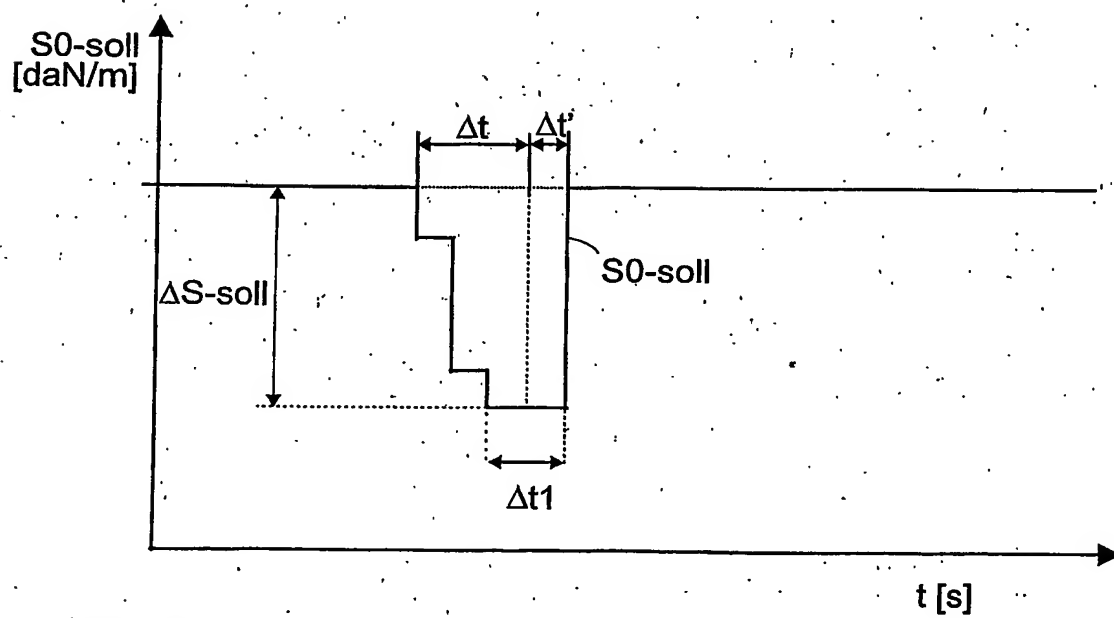 S0-soll
[daN/m]
Δt
Δt'
S0-soll
ΔS-soll
Δt1
t [s]